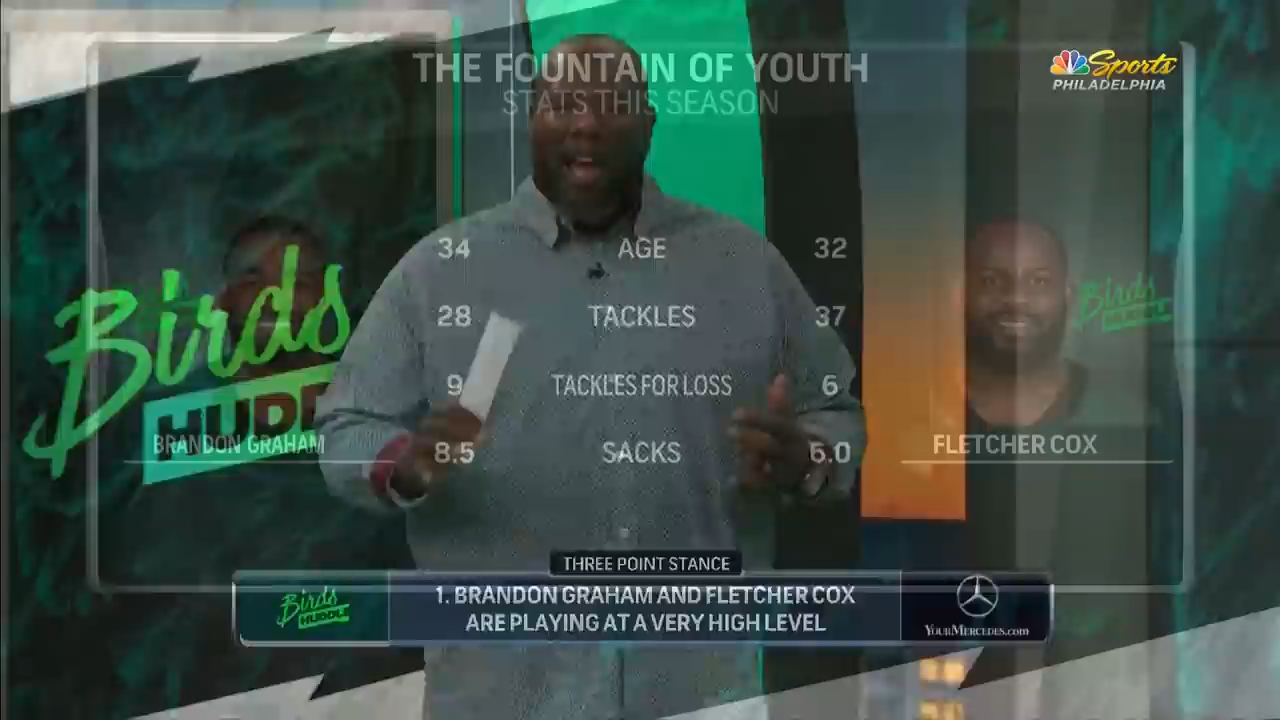 THE FOUNTAIN OF YOUTH
STATS THIS SEASON
Sports
PHILADELPHIA
34 AGE 32
28 TACKLES 37
9 TACKLES FOR LOSS 6
8.5 SACKS 6.0
Birds
HUDDLE
Birds
BRANDON GRAHAM
FLETCHER COX
THREE POINT STANCE
Birds
HUDDLE
1. BRANDON GRAHAM AND FLETCHER COX
ARE PLAYING AT A VERY HIGH LEVEL
YOURMERCEDES.com